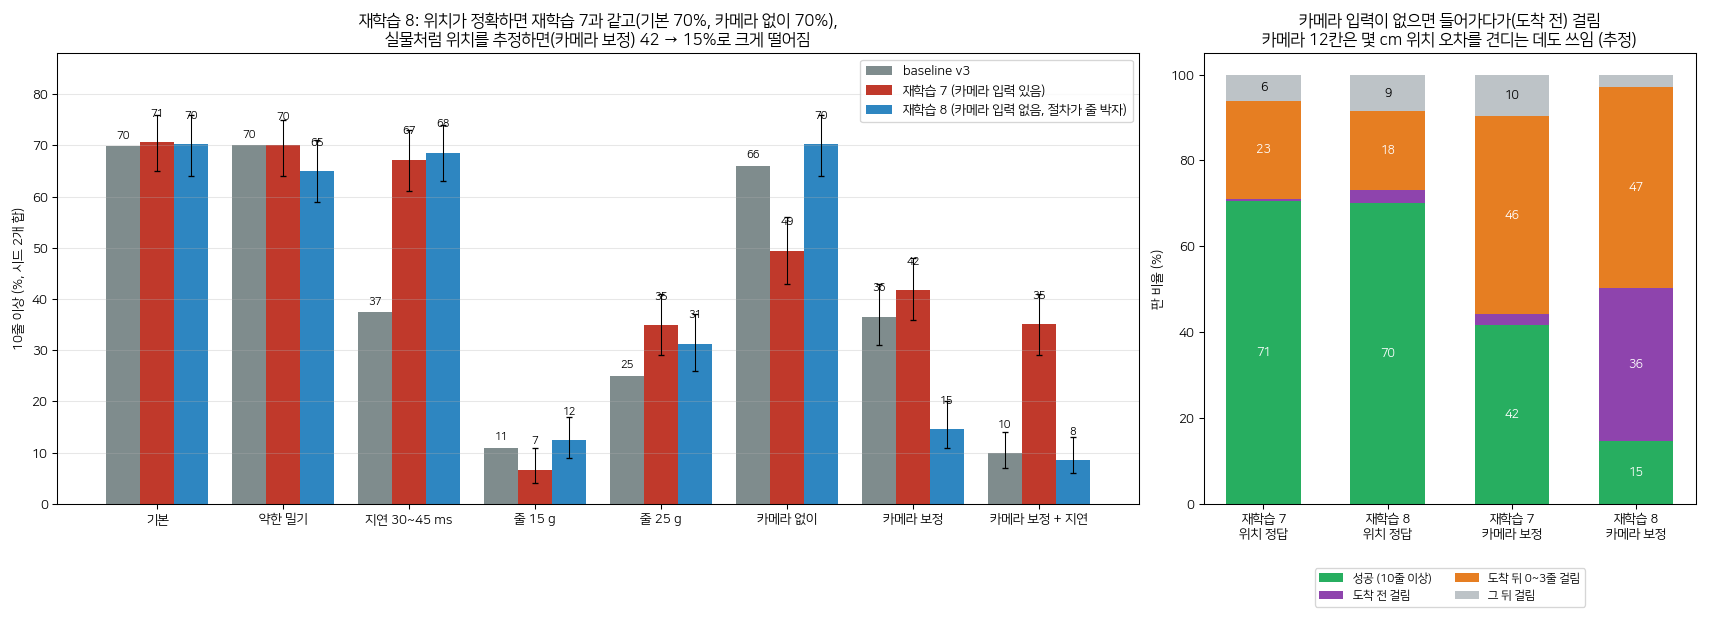 재학습 8: 위치가 정확하면 재학습 7과 같고(기본 70%, 카메라 없이 70%),
실물처럼 위치를 추정하면(카메라 보정) 42 → 15%로 크게 떨어짐
10줄 이상 (%, 시드 2개 합)
80
70
60
50
40
30
20
10
0
baseline v3
재학습 7 (카메라 입력 있음)
재학습 8 (카메라 입력 없음, 절차가 줄 박자)
70
71
70
70
70
65
37
67
68
11
7
12
25
35
31
66
49
70
36
42
15
10
35
8
기본
약한 밀기
지연 30~45 ms
줄 15 g
줄 25 g
카메라 없이
카메라 보정
카메라 보정 + 지연
카메라 입력이 없으면 들어가다가(도착 전) 걸림
카메라 12칸은 몇 cm 위치 오차를 견디는 데도 쓰임 (추정)
판 비율 (%)
100
80
60
40
20
0
6
23
71
9
18
70
10
46
42
47
36
15
재학습 7
위치 정답
재학습 8
위치 정답
재학습 7
카메라 보정
재학습 8
카메라 보정
성공 (10줄 이상)
도착 전 걸림
도착 뒤 0~3줄 걸림
그 뒤 걸림